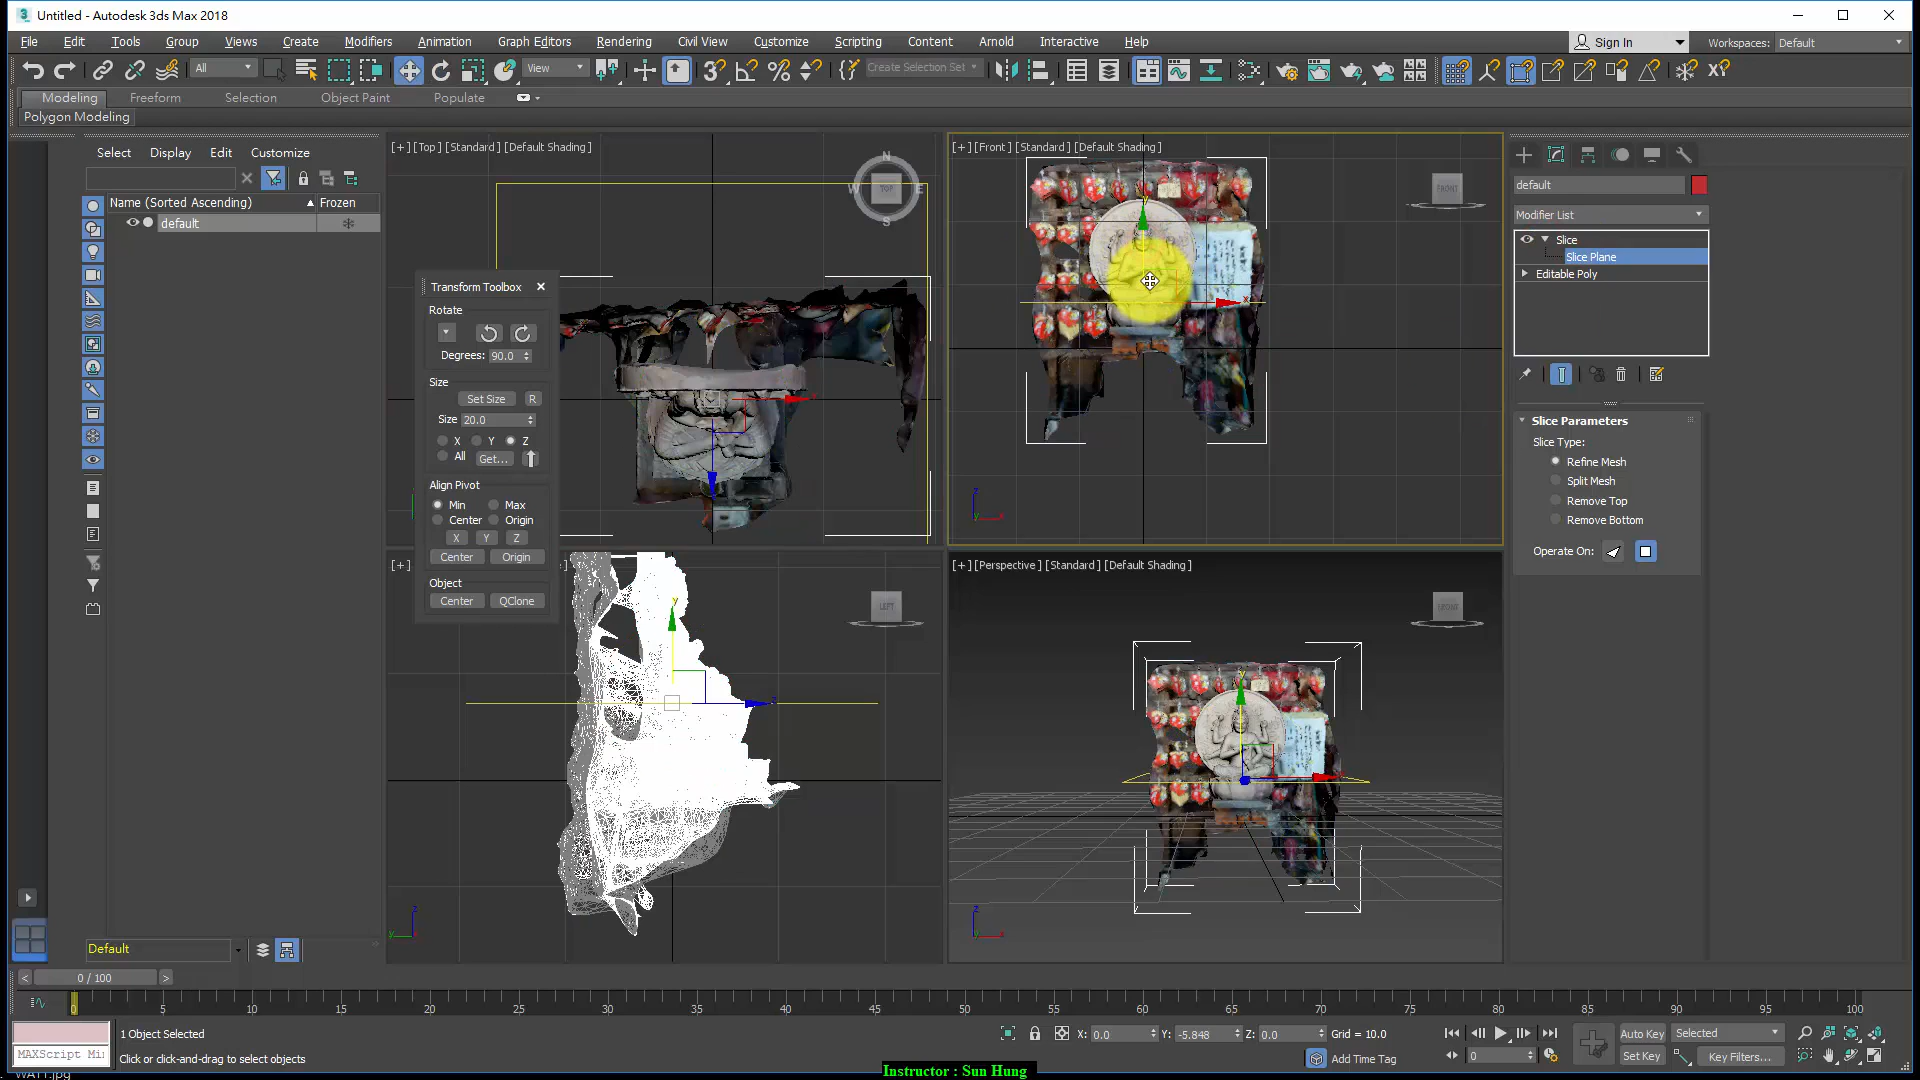 Untitled - Autodesk 3ds Max 2018
File Edit Tools Group Views Create Modifiers Animation Graph Editors Rendering Civil View Customize Scripting Content Arnold Interactive Help
Sign In Workspaces: Default
All View Create Selection Set
Modeling Freeform Selection Object Paint Populate
Polygon Modeling
Select Display Edit Customize
Name (Sorted Ascending) Frozen
default
[+] [Top] [Standard] [Default Shading]
N
W TOP E
S
[+] [Front] [Standard] [Default Shading]
FRONT
Transform Toolbox
Rotate
Degrees: 90.0
Size
Set Size R
Size 20.0
X Y Z
All Get...
Align Pivot
Min Max
Center Origin
X Y Z
Center Origin
Object
Center QClone
[+]
LEFT
[+] [Perspective] [Standard] [Default Shading]
FRONT
default
Modifier List
Slice
Slice Plane
Editable Poly
Slice Parameters
Slice Type:
Refine Mesh
Split Mesh
Remove Top
Remove Bottom
Operate On:
Default
0 / 100
0 5 10 15 20 25 30 35 40 45 50 55 60 65 70 75 80 85 90 95 100
1 Object Selected
X: 0.0 Y: -5.848 Z: 0.0 Grid = 10.0
Auto Key Selected
MAXScript Mi
Click or click-and-drag to select objects
Add Time Tag
0
Set Key Key Filters...
Instructor : Sun Hung